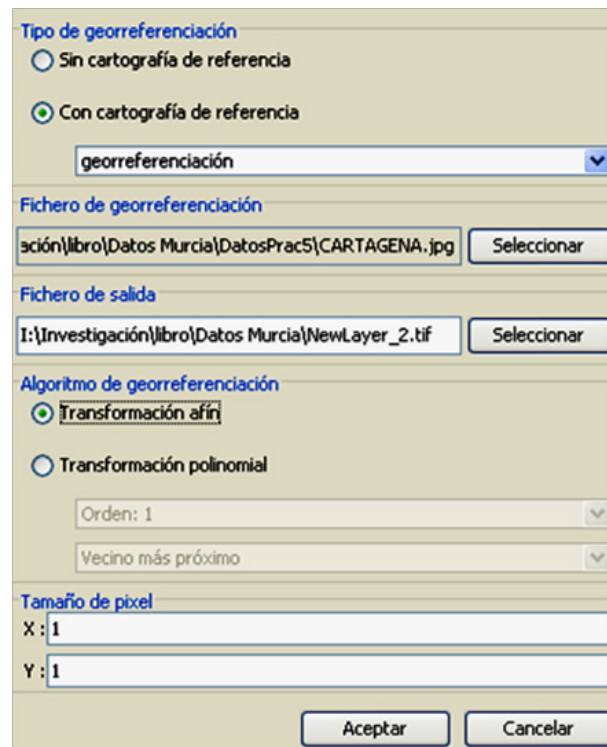 Tipo de georreferenciación
Sin cartografía de referencia
Con cartografía de referencia
georreferenciación
Fichero de georreferenciación
ación\libro\Datos Murcia\DatosPrac5\CARTAGENA.jpg
Seleccionar
Fichero de salida
I:\Investigación\libro\Datos Murcia\NewLayer_2.tif
Seleccionar
Algoritmo de georreferenciación
Transformación afín
Transformación polinomial
Orden: 1
Vecino más próximo
Tamaño de pixel
X : 1
Y : 1
Aceptar
Cancelar